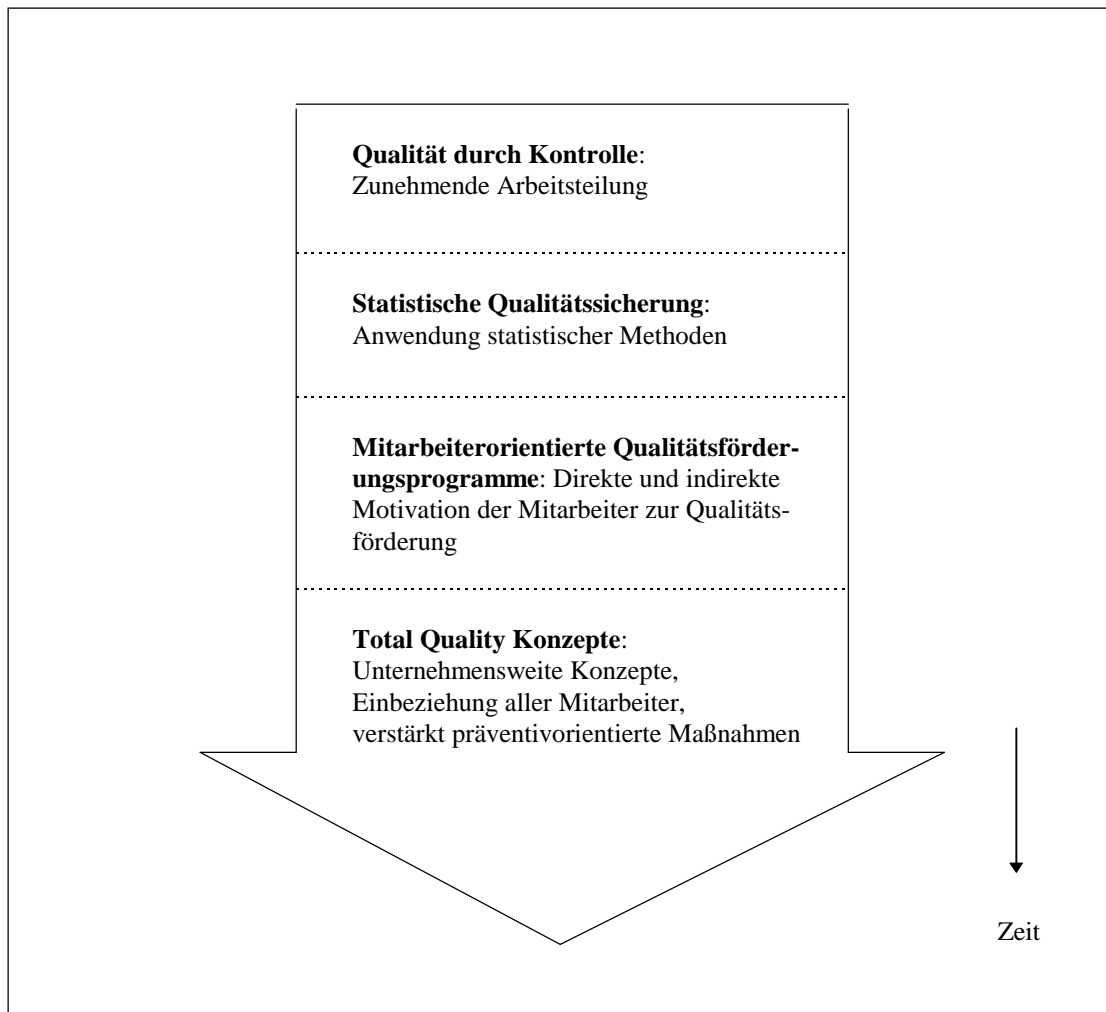 Qualität durch Kontrolle:
Zunehmende Arbeitsteilung
Statistische Qualitätssicherung:
Anwendung statistischer Methoden
Mitarbeiterorientierte Qualitätsförder-
ungsprogramme: Direkte und indirekte
Motivation der Mitarbeiter zur Qualitäts-
förderung
Total Quality Konzepte:
Unternehmensweite Konzepte,
Einbeziehung aller Mitarbeiter,
verstärkt präventivorientierte Maßnahmen
Zeit